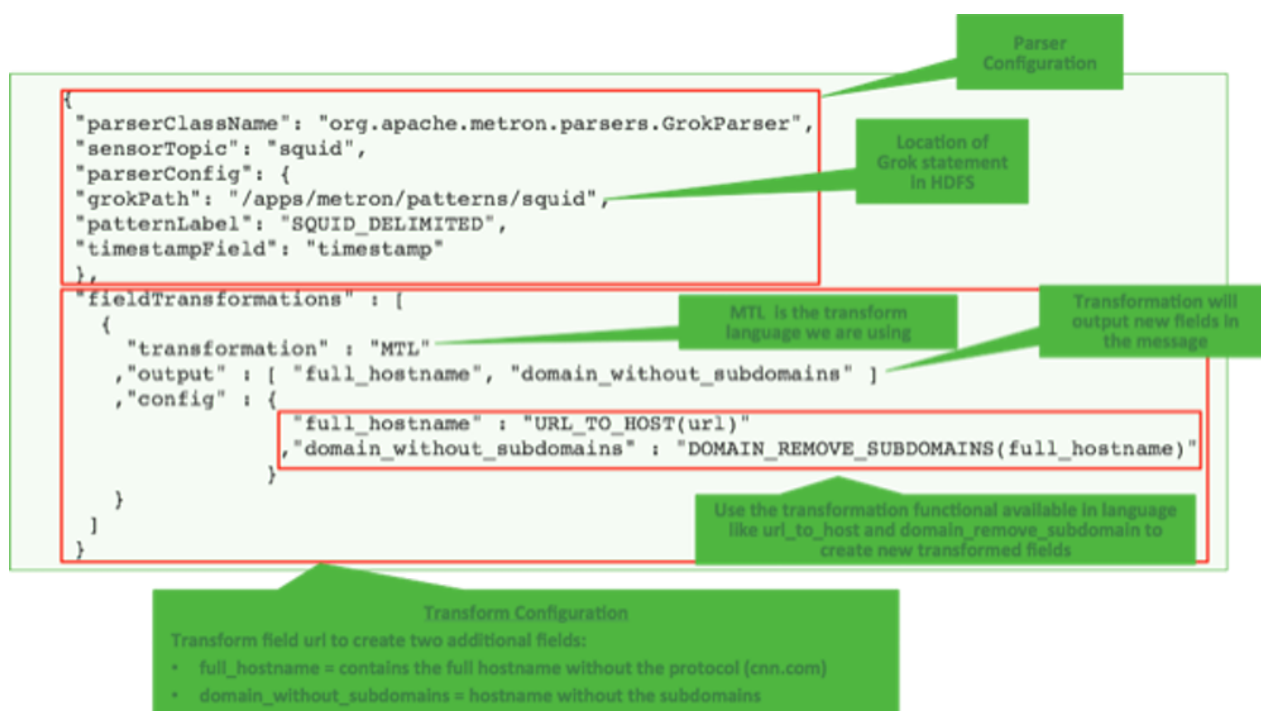 Parser
Configuration
{
"parserClassName": "org.apache.metron.parsers.GrokParser",
"sensorTopic": "squid",
"parserConfig": {
"grokPath": "/apps/metron/patterns/squid",
"patternLabel": "SQUID_DELIMITED",
"timestampField": "timestamp"
},
Location of
Grok statement
in HDFS
"fieldTransformations" : [
{
"transformation" : "MTL"
,"output" : [ "full_hostname", "domain_without_subdomains" ]
,"config" : {
"full_hostname" : "URL_TO_HOST(url)"
,"domain_without_subdomains" : "DOMAIN_REMOVE_SUBDOMAINS(full_hostname)"
}
}
]
}
MTL is the transform
language we are using
Transformation will
output new fields in
the message
Use the transformation functional available in language
like url_to_host and domain_remove_subdomain to
create new transformed fields
Transform Configuration
Transform field url to create two additional fields:
• full_hostname = contains the full hostname without the protocol (cnn.com)
• domain_without_subdomains = hostname without the subdomains